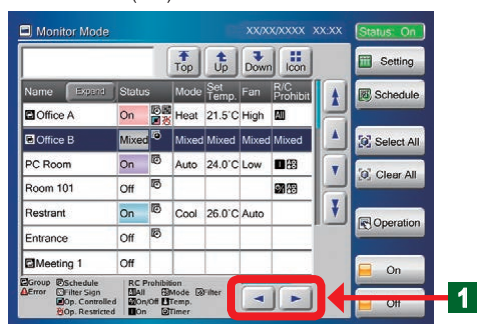 Monitor Mode XX/XX/XXXX XX:XX Status: On
Top Up Down Icon Setting
Name Expand Status Mode Set Temp. Fan R/C Prohibit Schedule
Office A On Heat 21.5°C High All
Office B Mixed Mixed Mixed Mixed Mixed Select All
PC Room On Auto 24.0°C Low
Room 101 Off Clear All
Restrant On Cool 26.0°C Auto
Entrance Off Operation
Meeting 1 Off
On
Group Schedule RC Prohibition
Error Filter Sign All Mode Filter
Op. Controlled On/Off Temp.
Op. Restricted On Timer
Off
1